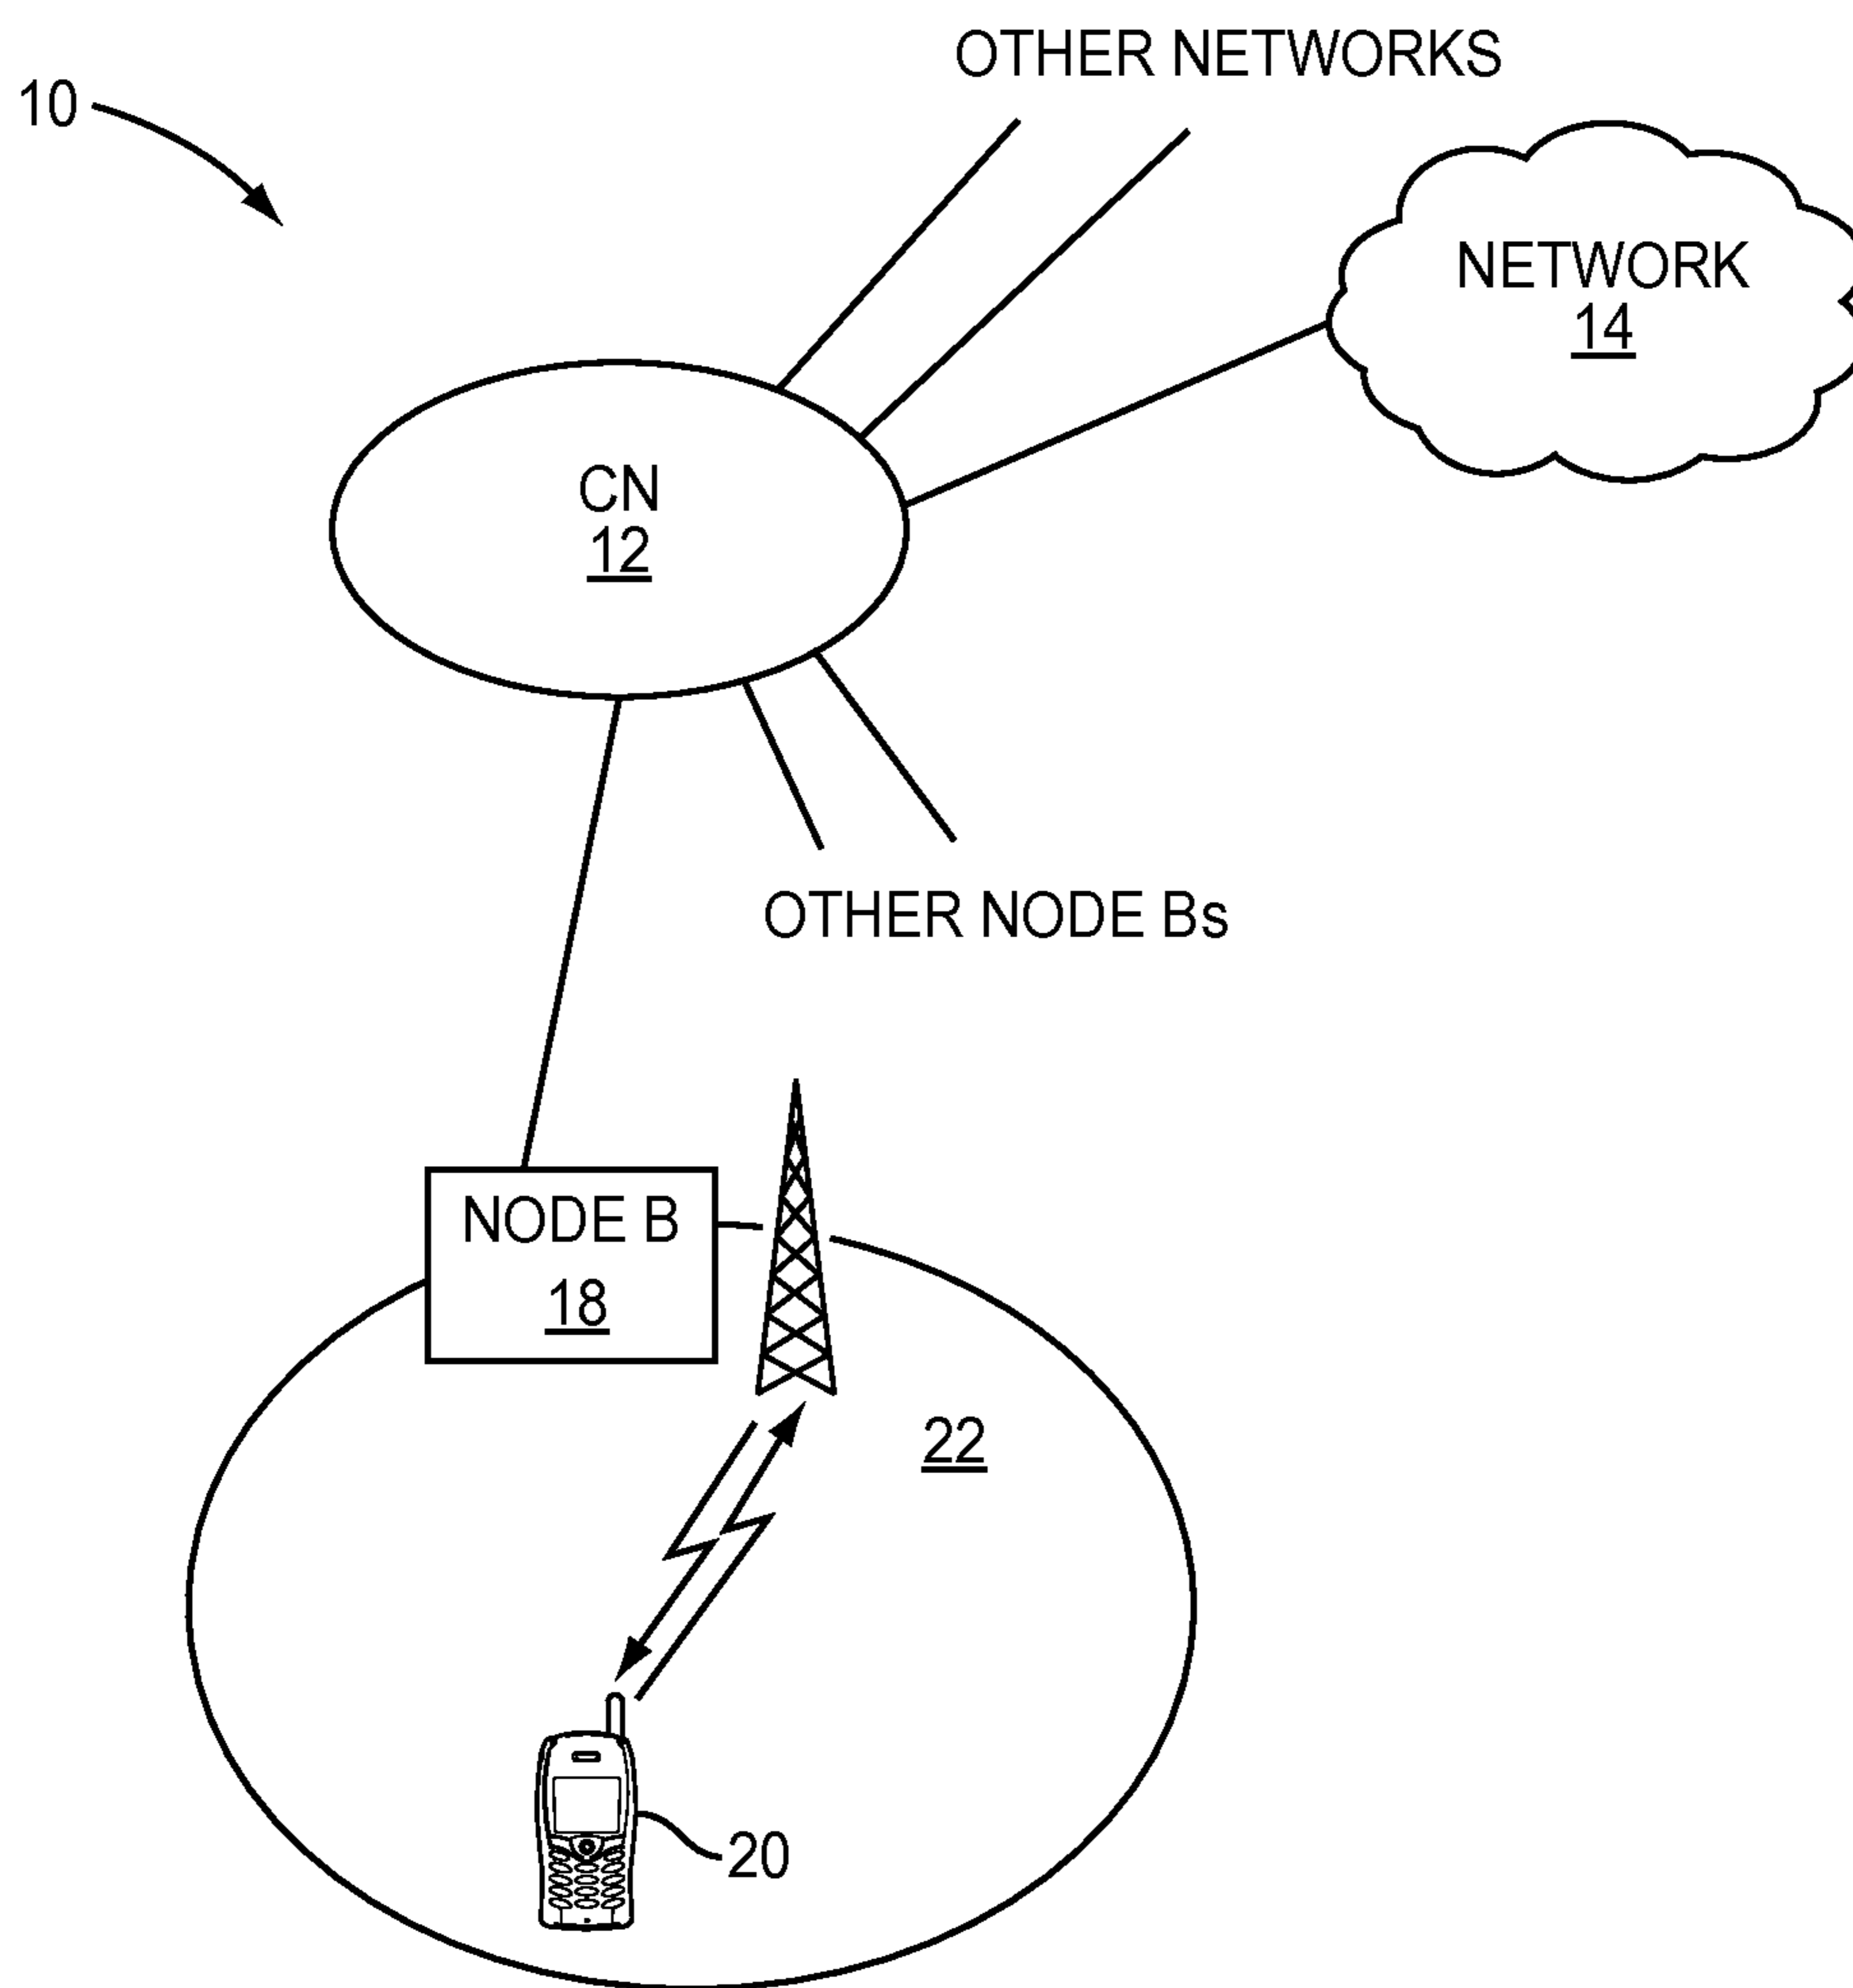 OTHER NETWORKS
10
NETWORK
14
CN
12
OTHER NODE Bs
NODE B
18
22
20